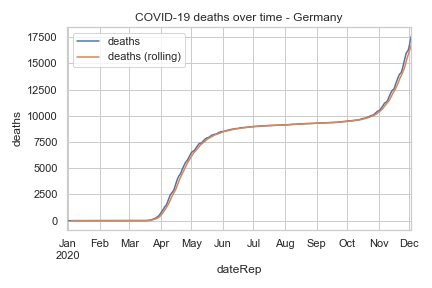 COVID-19 deaths over time - Germany
deaths
deaths (rolling)
17500
15000
12500
10000
7500
5000
2500
0
deaths
Jan Feb Mar Apr May Jun Jul Aug Sep Oct Nov Dec
2020
dateRep